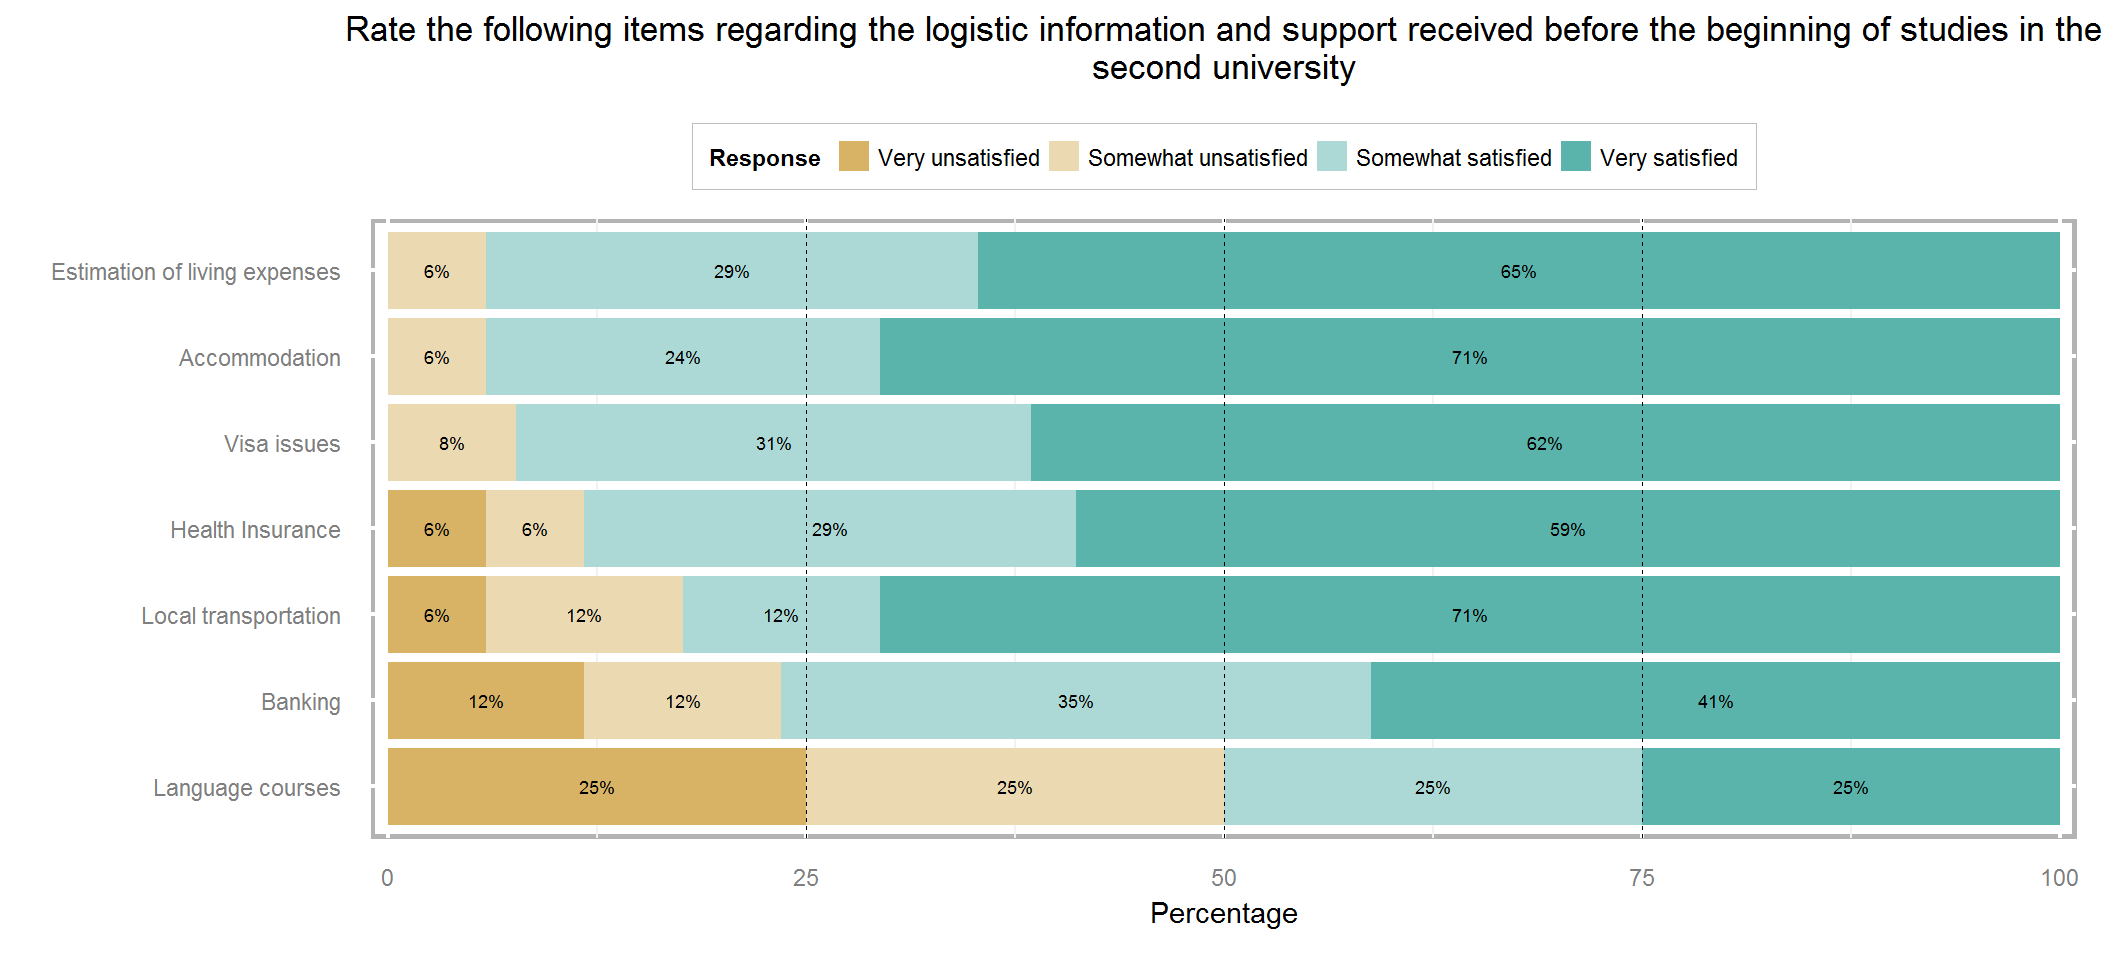 Rate the following items regarding the logistic information and support received before the beginning of studies in the
second university
Response Very unsatisfied Somewhat unsatisfied Somewhat satisfied Very satisfied
Estimation of living expenses 6% 29% 65%
Accommodation 6% 24% 71%
Visa issues 8% 31% 62%
Health Insurance 6% 6% 29% 59%
Local transportation 6% 12% 12% 71%
Banking 12% 12% 35% 41%
Language courses 25% 25% 25% 25%
0 25 50 75 100
Percentage